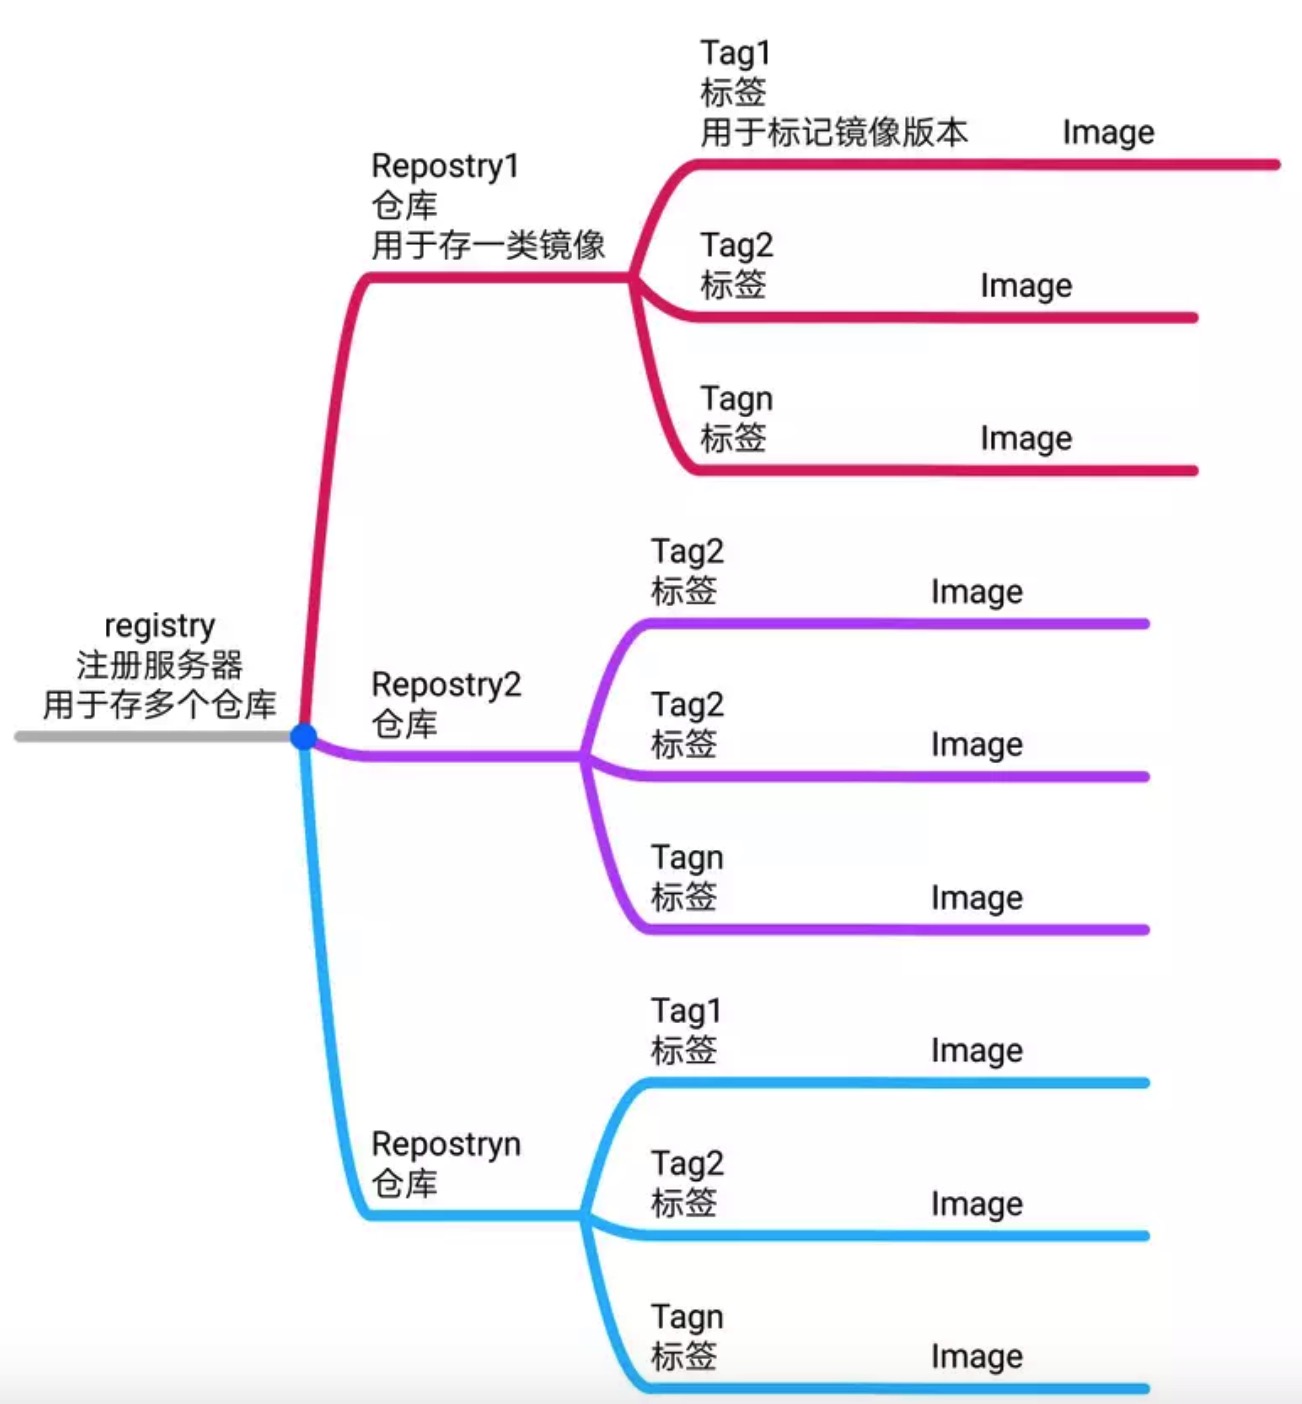 registry
注册服务器
用于存多个仓库
Repostry1
仓库
用于存一类镜像
Tag1
标签
用于标记镜像版本 Image
Tag2
标签 Image
Tagn
标签 Image
Repostry2
仓库
Tag2
标签 Image
Tag2
标签 Image
Tagn
标签 Image
Repostryn
仓库
Tag1
标签 Image
Tag2
标签 Image
Tagn
标签 Image